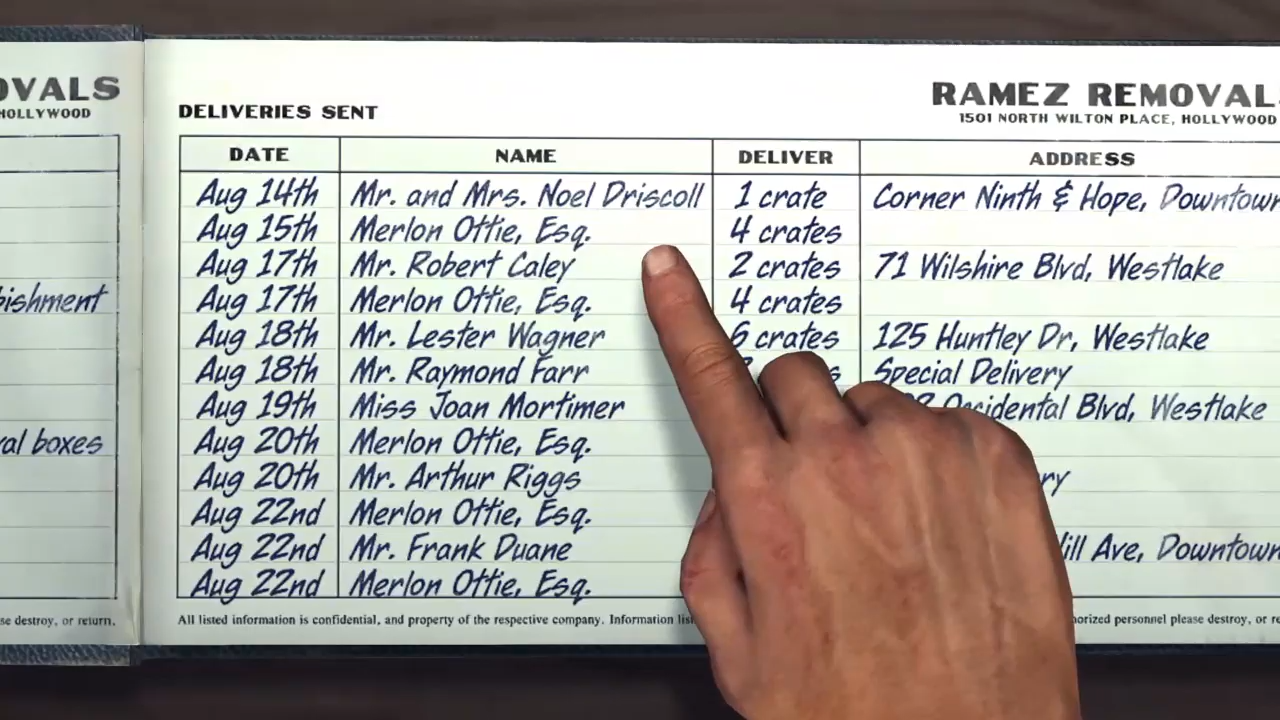 OVALS
HOLLYWOOD
bishment
al boxes
se destroy, or return.
RAMEZ REMOVALS
1501 NORTH WILTON PLACE, HOLLYWOOD
DELIVERIES SENT
DATE NAME DELIVER ADDRESS
Aug 14th Mr. and Mrs. Noel Driscoll 1 crate Corner Ninth & Hope, Downtown
Aug 15th Merlon Ottie, Esq. 4 crates
Aug 17th Mr. Robert Caley 2 crates 71 Wilshire Blvd, Westlake
Aug 17th Merlon Ottie, Esq. 4 crates
Aug 18th Mr. Lester Wagner 6 crates 125 Huntley Dr, Westlake
Aug 18th Mr. Raymond Farr Special Delivery
Aug 19th Miss Joan Mortimer Occidental Blvd, Westlake
Aug 20th Merlon Ottie, Esq.
Aug 20th Mr. Arthur Riggs ry
Aug 22nd Merlon Ottie, Esq.
Aug 22nd Mr. Frank Duane ill Ave, Downtown
Aug 22nd Merlon Ottie, Esq.
All listed information is confidential, and property of the respective company. Information horized personnel please destroy, or re